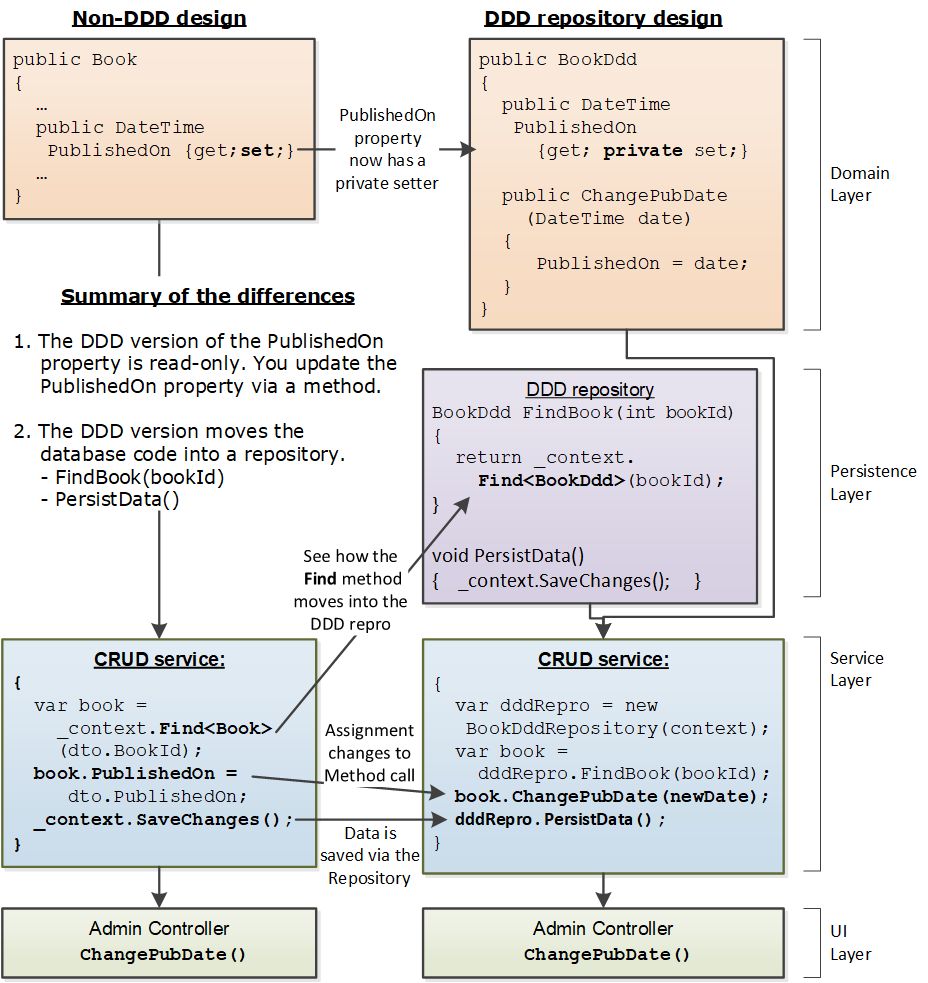 Non-DDD design
public Book
{
…
public DateTime
PublishedOn {get;set;}
…
}
PublishedOn
property
now has a
private setter
DDD repository design
public BookDdd
{
public DateTime
PublishedOn
{get; private set;}
public ChangePubDate
(DateTime date)
{
PublishedOn = date;
}
}
Domain
Layer
Summary of the differences
1. The DDD version of the PublishedOn
property is read-only. You update the
PublishedOn property via a method.
2. The DDD version moves the
database code into a repository.
- FindBook(bookId)
- PersistData()
DDD repository
BookDdd FindBook(int bookId)
{
return _context.
Find<BookDdd>(bookId);
}
void PersistData()
{ _context.SaveChanges(); }
Persistence
Layer
See how the
Find method
moves into the
DDD repro
CRUD service:
{
var book =
_context.Find<Book>
(dto.BookId);
book.PublishedOn =
dto.PublishedOn;
_context.SaveChanges();
}
Assignment
changes to
Method call
Data is
saved via the
Repository
CRUD service:
{
var dddRepro = new
BookDddRepository(context);
var book =
dddRepro.FindBook(bookId);
book.ChangePubDate(newDate);
dddRepro.PersistData();
}
Service
Layer
Admin Controller
ChangePubDate()
Admin Controller
ChangePubDate()
UI
Layer